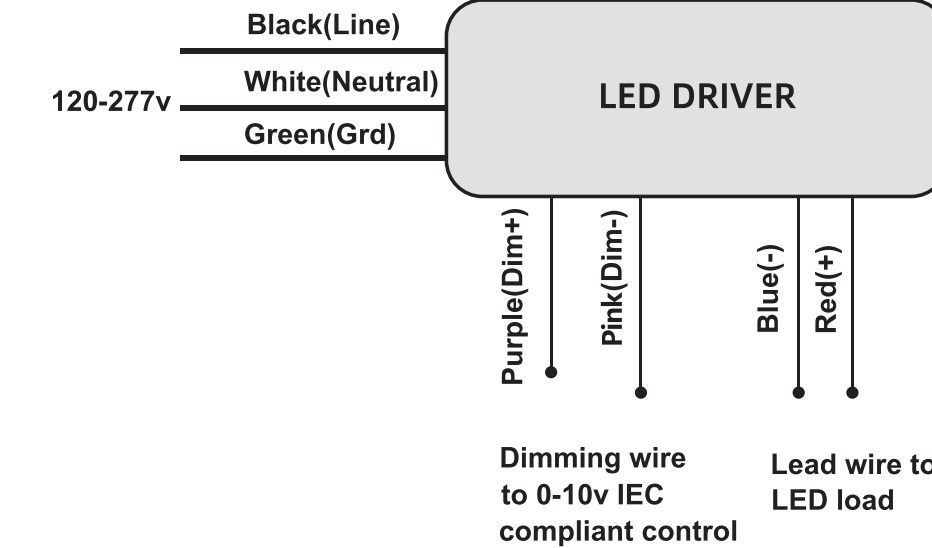 Black(Line)
White(Neutral)
120-277v
Green(Grd)
LED DRIVER
Purple(Dim+)
Pink(Dim-)
Blue(-)
Red(+)
Dimming wire
to 0-10v IEC
compliant control
Lead wire to
LED load